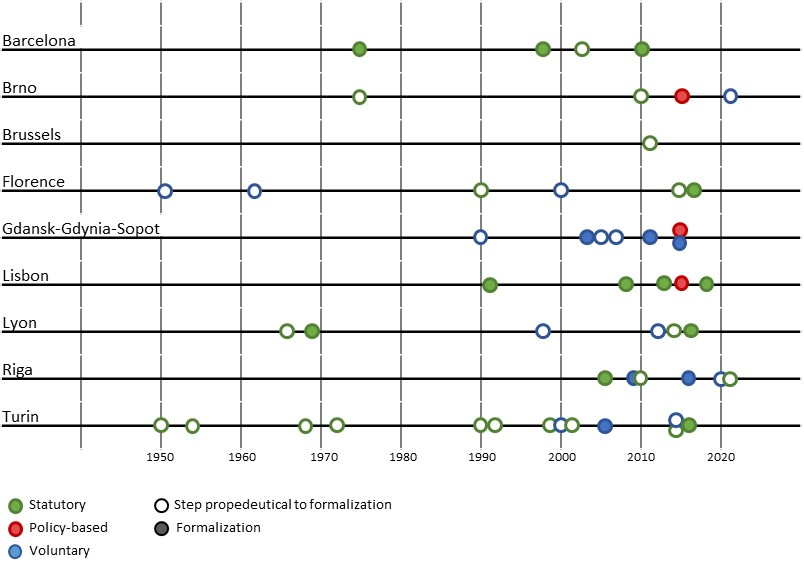 Barcelona
Brno
Brussels
Florence
Gdansk-Gdynia-Sopot
Lisbon
Lyon
Riga
Turin
1950 1960 1970 1980 1990 2000 2010 2020
Statutory Step propedeutical to formalization
Policy-based Formalization
Voluntary